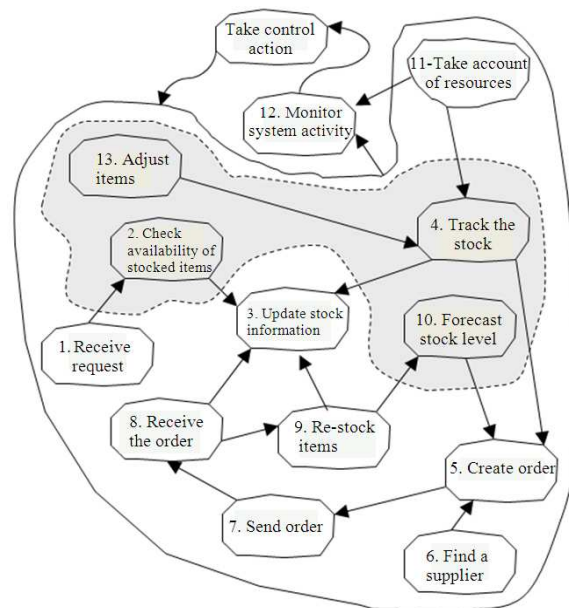 Take control
action
11-Take account
of resources
12. Monitor
system activity
13. Adjust
items
2. Check
availability of
stocked items
4. Track the
stock
3. Update stock
information
10. Forecast
stock level
1. Receive
request
8. Receive
the order
9. Re-stock
items
5. Create order
7. Send order
6. Find a
supplier